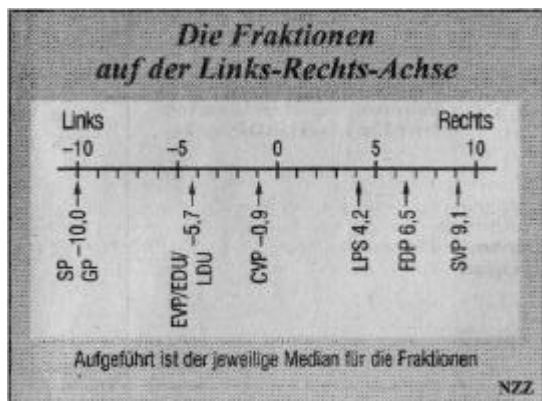 Die Fraktionen
auf der Links-Rechts-Achse
Links Rechts
–10 –5 0 5 10
SP
GP –10,0
EVP/EDU/
LDU –5,7
CVP –0,9
LPS 4,2
FDP 6,5
SVP 9,1
Aufgeführt ist der jeweilige Median für die Fraktionen
NZZ